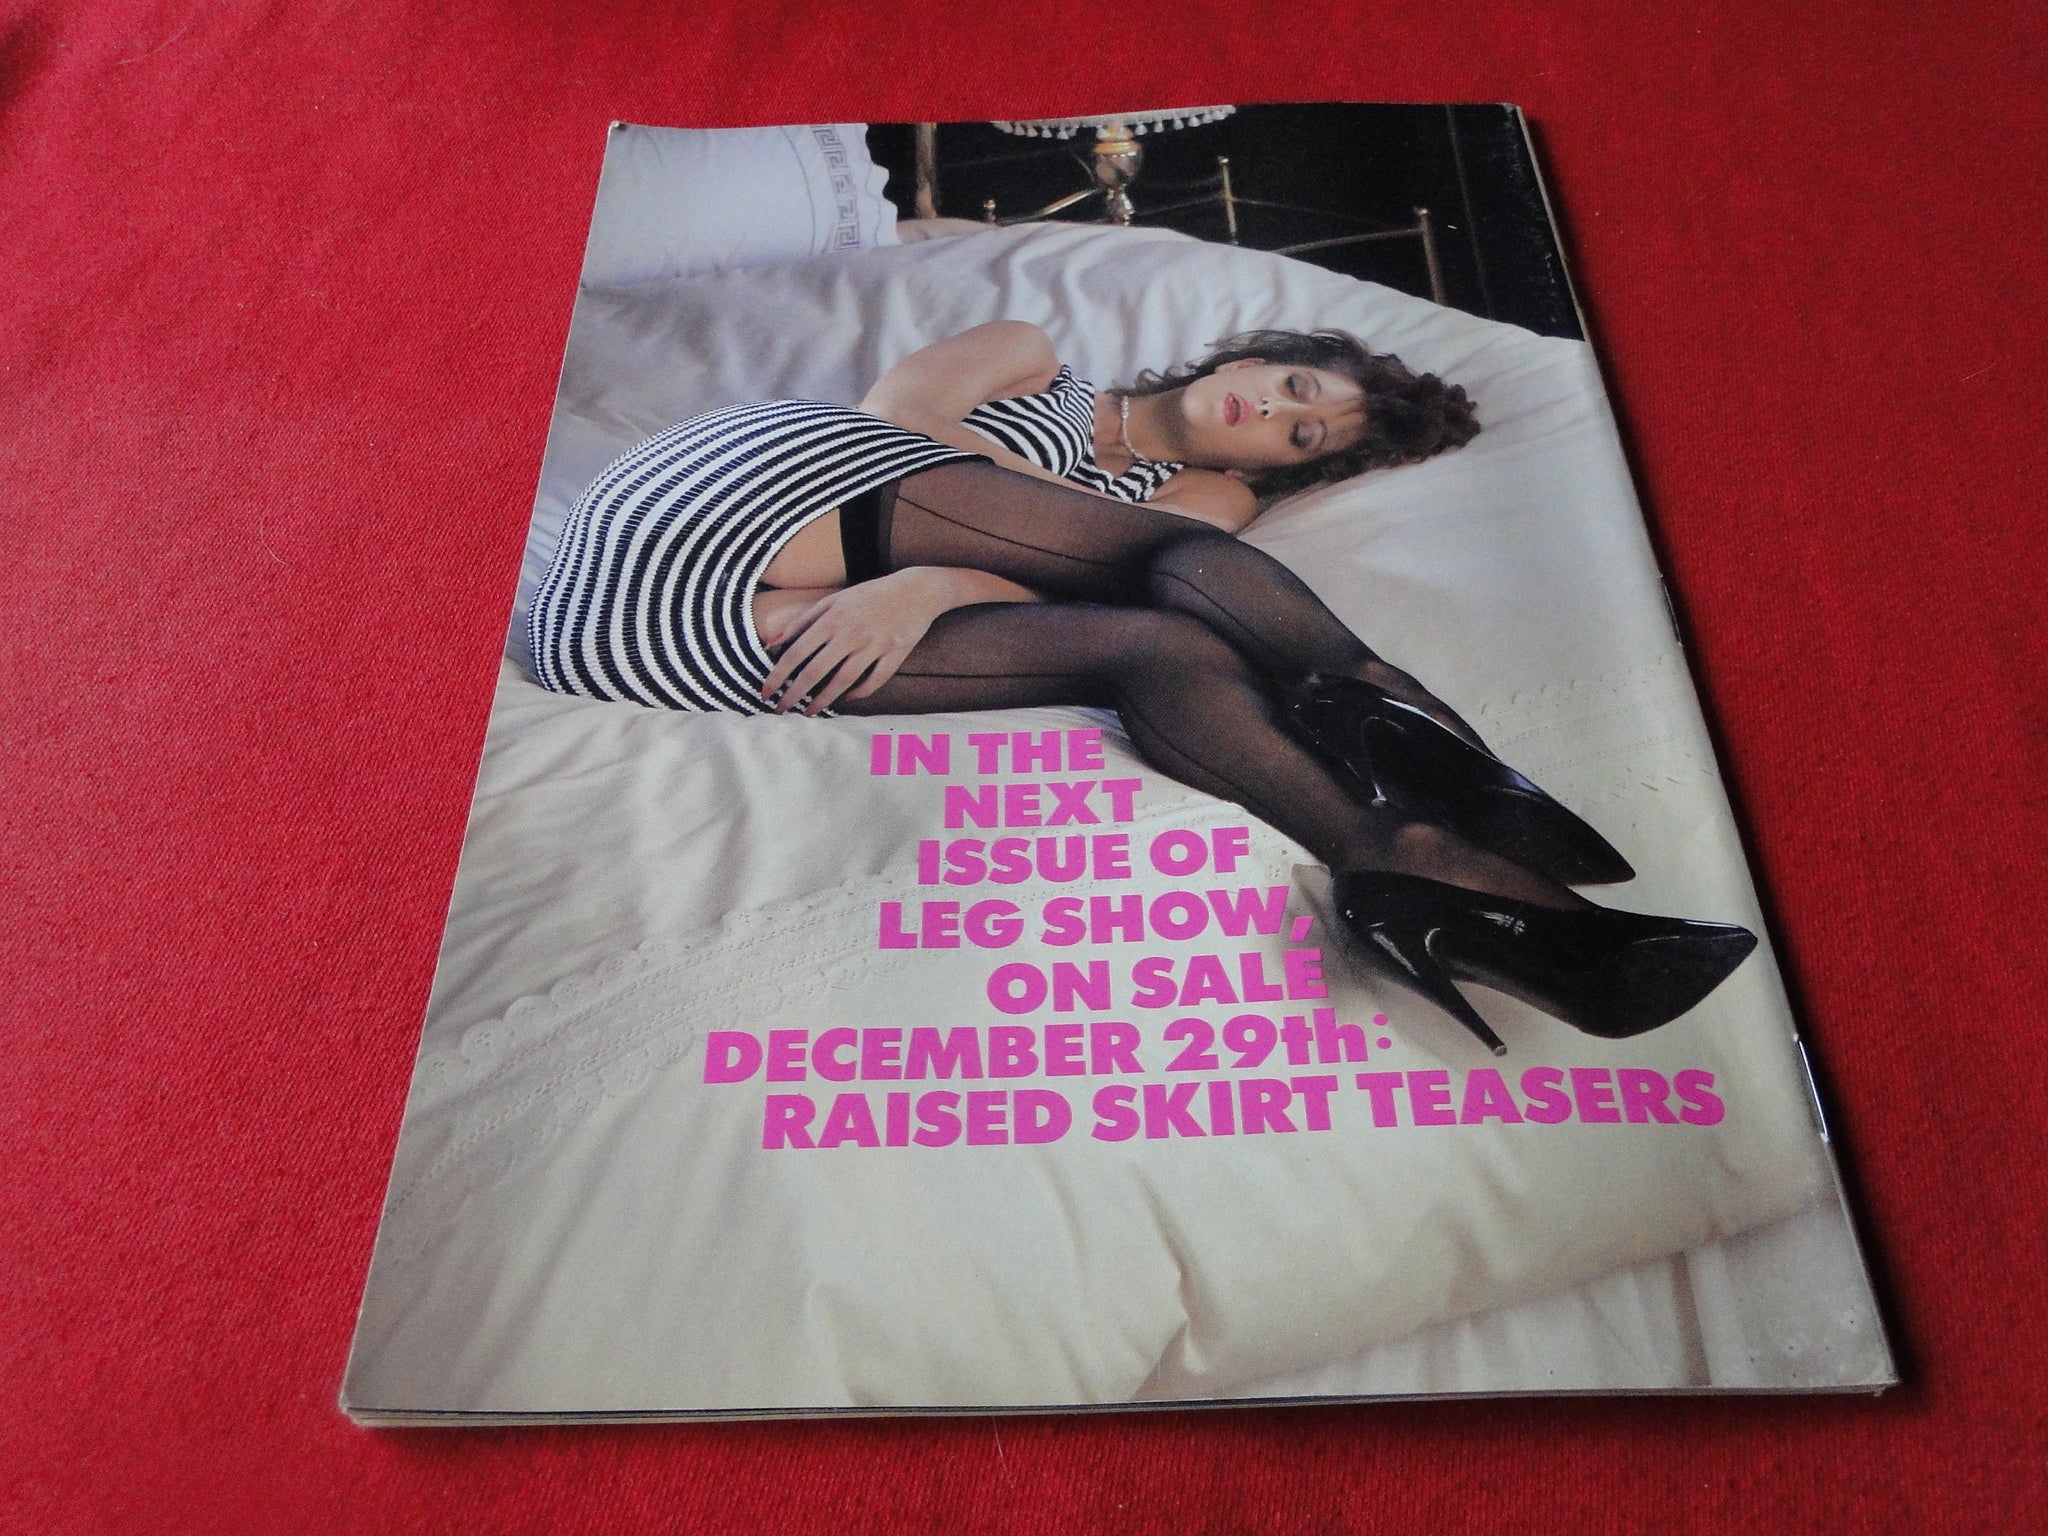 IN THE
NEXT
ISSUE OF
LEG SHOW,
ON SALE
DECEMBER 29th:
RAISED SKIRT TEASERS